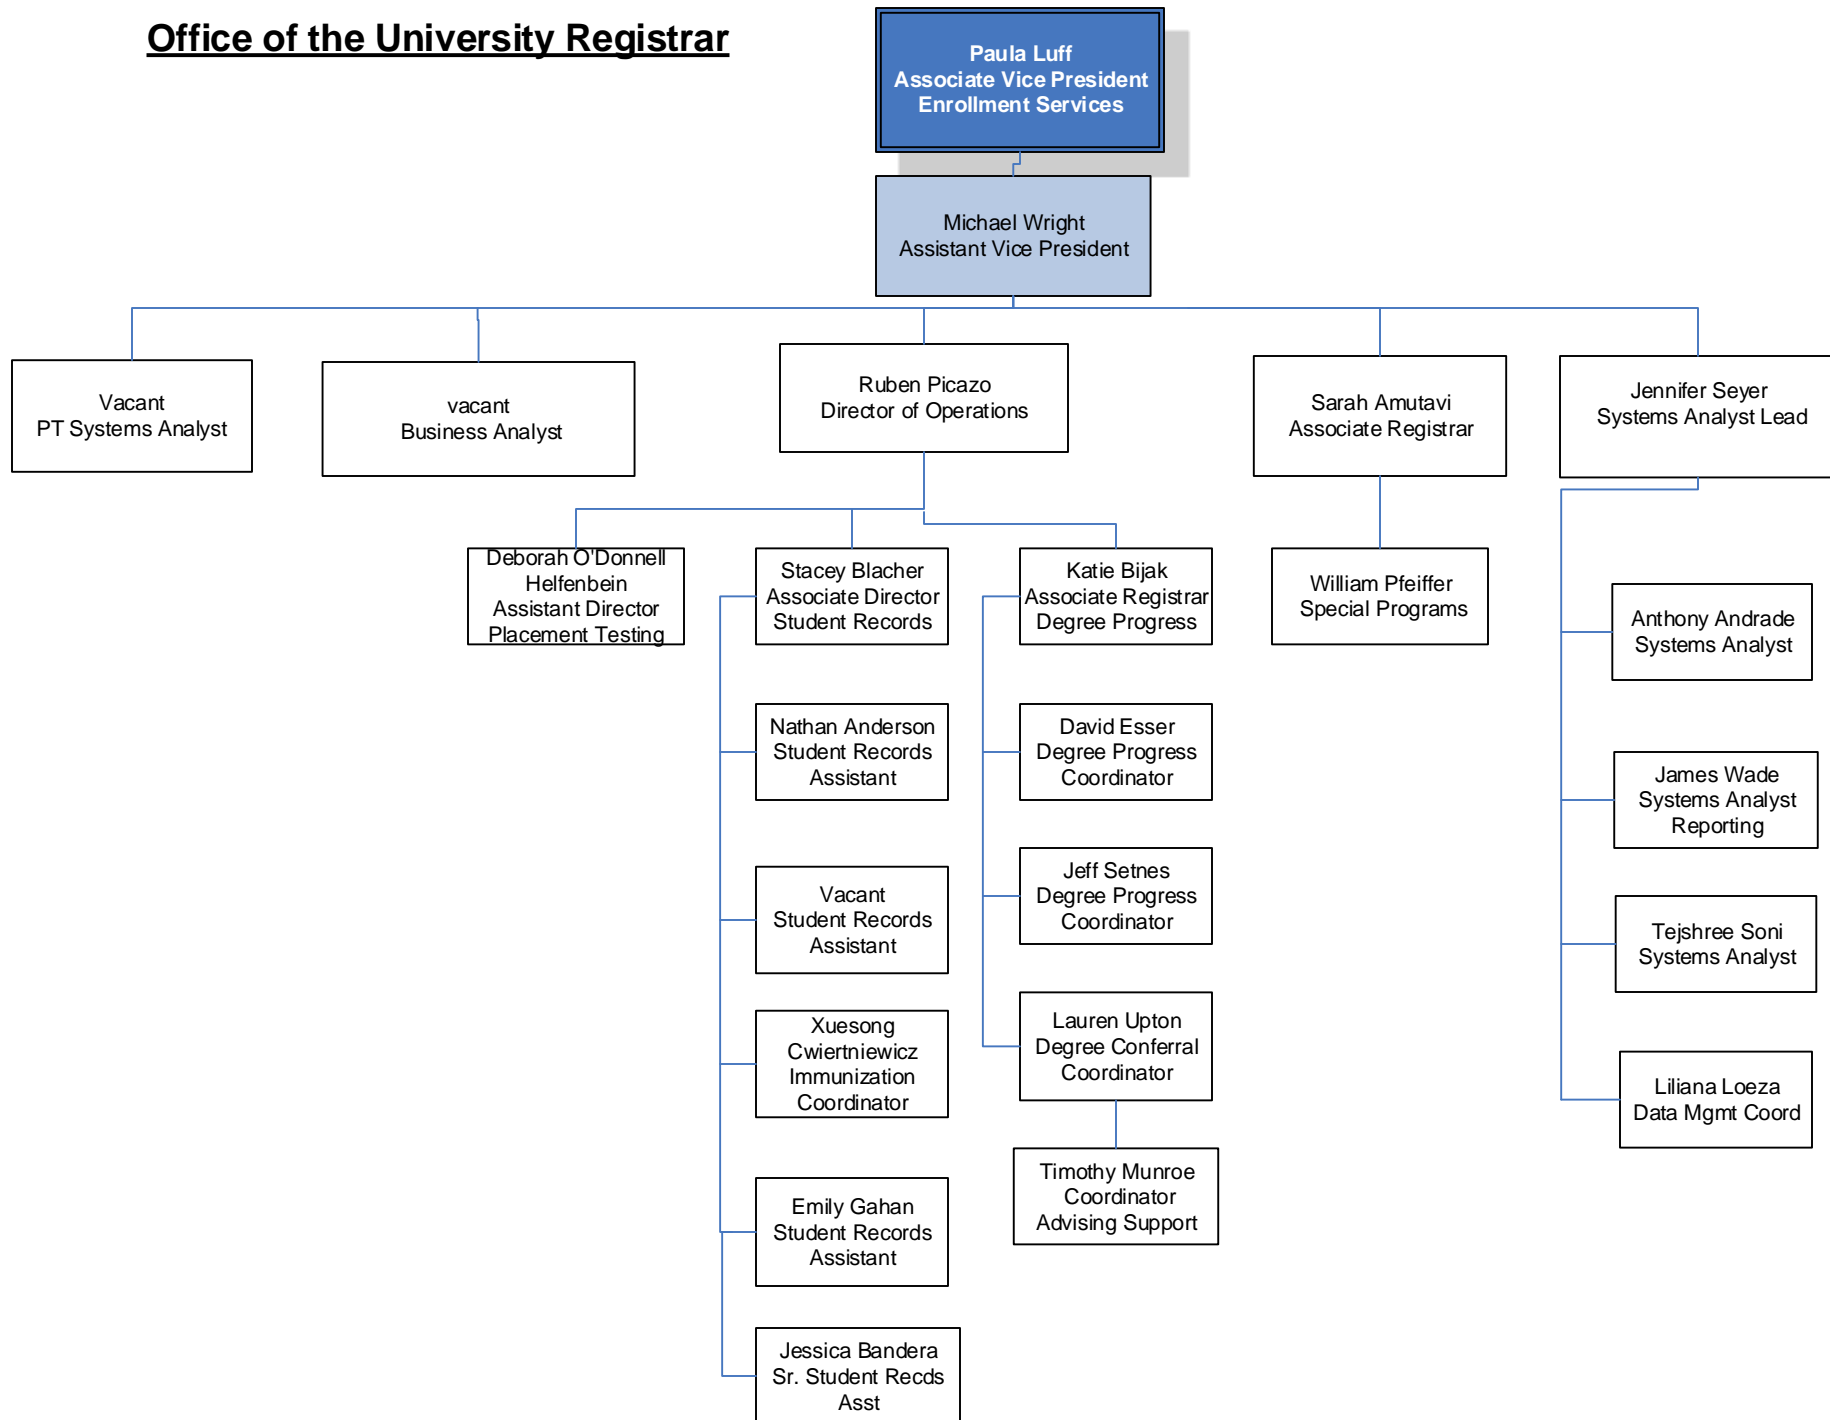 Office of the University Registrar
Paula Luff
Associate Vice President
Enrollment Services
Michael Wright
Assistant Vice President
Vacant
PT Systems Analyst
vacant
Business Analyst
Ruben Picazo
Director of Operations
Sarah Amutavi
Associate Registrar
Jennifer Seyer
Systems Analyst Lead
Deborah O'Donnell
Helfenbein
Assistant Director
Placement Testing
Stacey Blacher
Associate Director
Student Records
Katie Bijak
Associate Registrar
Degree Progress
William Pfeiffer
Special Programs
Anthony Andrade
Systems Analyst
Nathan Anderson
Student Records
Assistant
David Esser
Degree Progress
Coordinator
James Wade
Systems Analyst
Reporting
Vacant
Student Records
Assistant
Jeff Setnes
Degree Progress
Coordinator
Tejshree Soni
Systems Analyst
Xuesong
Cwiertniewicz
Immunization
Coordinator
Lauren Upton
Degree Conferral
Coordinator
Liliana Loeza
Data Mgmt Coord
Timothy Munroe
Coordinator
Advising Support
Emily Gahan
Student Records
Assistant
Jessica Bandera
Sr. Student Recds
Asst